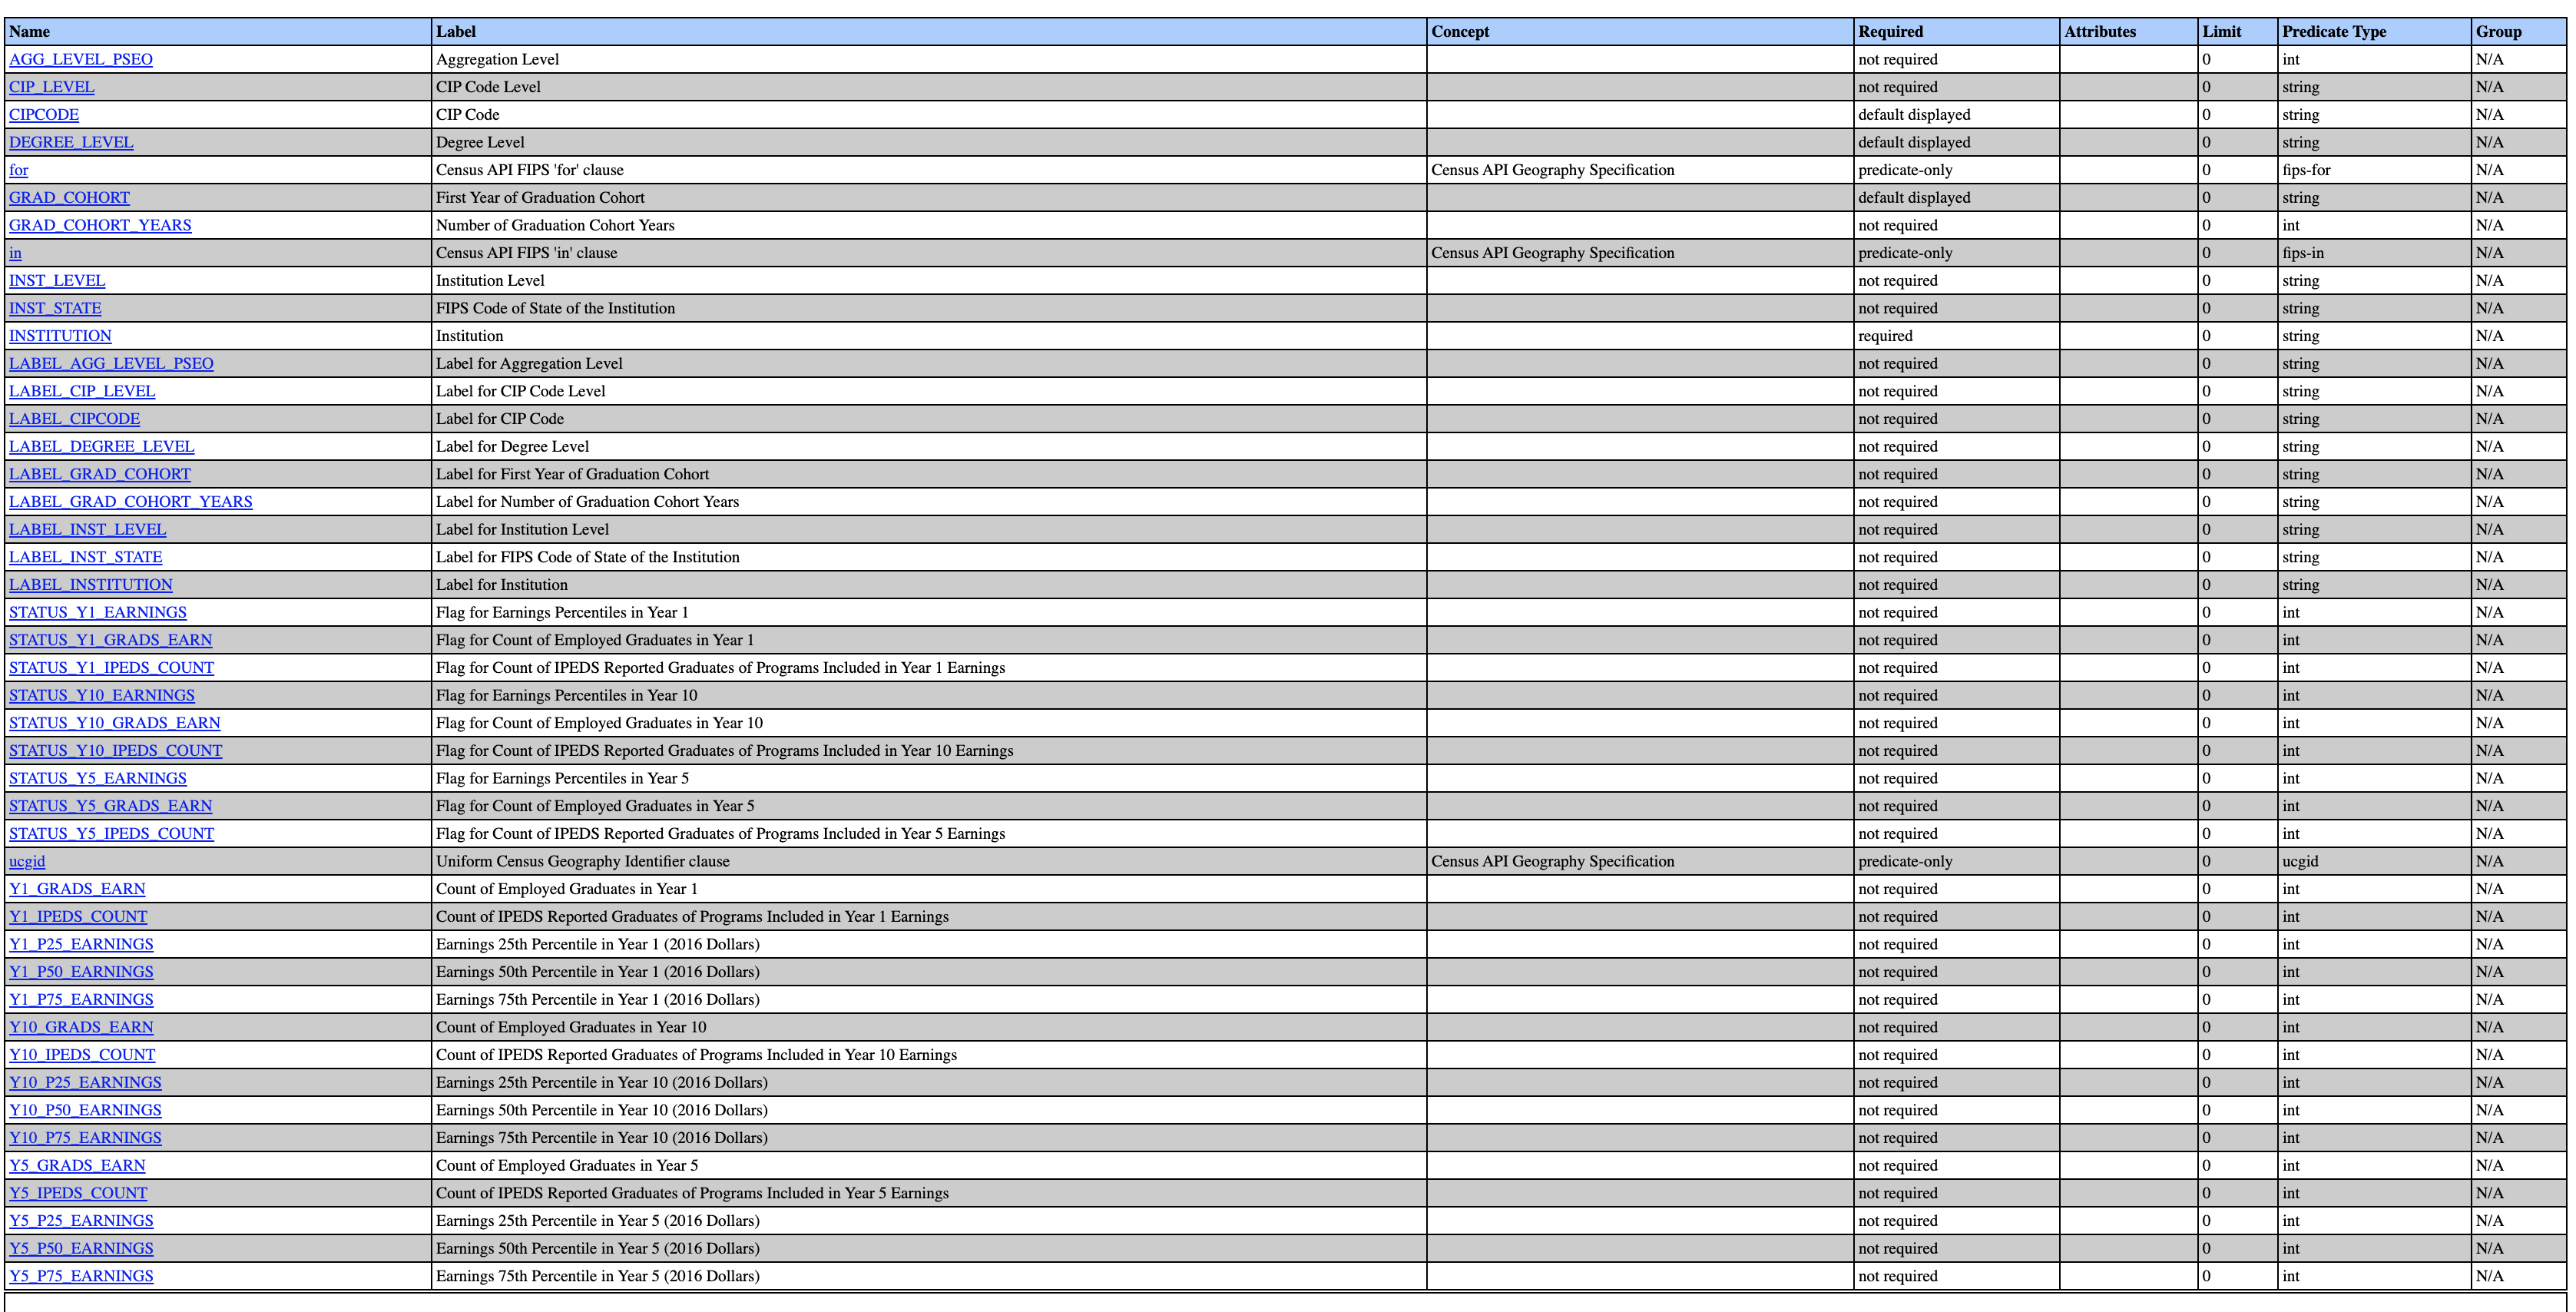 Name Label Concept Required Attributes Limit Predicate Type Group
AGG_LEVEL_PSEO Aggregation Level not required 0 int N/A
CIP_LEVEL CIP Code Level not required 0 string N/A
CIPCODE CIP Code default displayed 0 string N/A
DEGREE_LEVEL Degree Level default displayed 0 string N/A
for Census API FIPS 'for' clause Census API Geography Specification predicate-only 0 fips-for N/A
GRAD_COHORT First Year of Graduation Cohort default displayed 0 string N/A
GRAD_COHORT_YEARS Number of Graduation Cohort Years not required 0 int N/A
in Census API FIPS 'in' clause Census API Geography Specification predicate-only 0 fips-in N/A
INST_LEVEL Institution Level not required 0 string N/A
INST_STATE FIPS Code of State of the Institution not required 0 string N/A
INSTITUTION Institution required 0 string N/A
LABEL_AGG_LEVEL_PSEO Label for Aggregation Level not required 0 string N/A
LABEL_CIP_LEVEL Label for CIP Code Level not required 0 string N/A
LABEL_CIPCODE Label for CIP Code not required 0 string N/A
LABEL_DEGREE_LEVEL Label for Degree Level not required 0 string N/A
LABEL_GRAD_COHORT Label for First Year of Graduation Cohort not required 0 string N/A
LABEL_GRAD_COHORT_YEARS Label for Number of Graduation Cohort Years not required 0 string N/A
LABEL_INST_LEVEL Label for Institution Level not required 0 string N/A
LABEL_INST_STATE Label for FIPS Code of State of the Institution not required 0 string N/A
LABEL_INSTITUTION Label for Institution not required 0 string N/A
STATUS_Y1_EARNINGS Flag for Earnings Percentiles in Year 1 not required 0 int N/A
STATUS_Y1_GRADS_EARN Flag for Count of Employed Graduates in Year 1 not required 0 int N/A
STATUS_Y1_IPEDS_COUNT Flag for Count of IPEDS Reported Graduates of Programs Included in Year 1 Earnings not required 0 int N/A
STATUS_Y10_EARNINGS Flag for Earnings Percentiles in Year 10 not required 0 int N/A
STATUS_Y10_GRADS_EARN Flag for Count of Employed Graduates in Year 10 not required 0 int N/A
STATUS_Y10_IPEDS_COUNT Flag for Count of IPEDS Reported Graduates of Programs Included in Year 10 Earnings not required 0 int N/A
STATUS_Y5_EARNINGS Flag for Earnings Percentiles in Year 5 not required 0 int N/A
STATUS_Y5_GRADS_EARN Flag for Count of Employed Graduates in Year 5 not required 0 int N/A
STATUS_Y5_IPEDS_COUNT Flag for Count of IPEDS Reported Graduates of Programs Included in Year 5 Earnings not required 0 int N/A
ucgid Uniform Census Geography Identifier clause Census API Geography Specification predicate-only 0 ucgid N/A
Y1_GRADS_EARN Count of Employed Graduates in Year 1 not required 0 int N/A
Y1_IPEDS_COUNT Count of IPEDS Reported Graduates of Programs Included in Year 1 Earnings not required 0 int N/A
Y1_P25_EARNINGS Earnings 25th Percentile in Year 1 (2016 Dollars) not required 0 int N/A
Y1_P50_EARNINGS Earnings 50th Percentile in Year 1 (2016 Dollars) not required 0 int N/A
Y1_P75_EARNINGS Earnings 75th Percentile in Year 1 (2016 Dollars) not required 0 int N/A
Y10_GRADS_EARN Count of Employed Graduates in Year 10 not required 0 int N/A
Y10_IPEDS_COUNT Count of IPEDS Reported Graduates of Programs Included in Year 10 Earnings not required 0 int N/A
Y10_P25_EARNINGS Earnings 25th Percentile in Year 10 (2016 Dollars) not required 0 int N/A
Y10_P50_EARNINGS Earnings 50th Percentile in Year 10 (2016 Dollars) not required 0 int N/A
Y10_P75_EARNINGS Earnings 75th Percentile in Year 10 (2016 Dollars) not required 0 int N/A
Y5_GRADS_EARN Count of Employed Graduates in Year 5 not required 0 int N/A
Y5_IPEDS_COUNT Count of IPEDS Reported Graduates of Programs Included in Year 5 Earnings not required 0 int N/A
Y5_P25_EARNINGS Earnings 25th Percentile in Year 5 (2016 Dollars) not required 0 int N/A
Y5_P50_EARNINGS Earnings 50th Percentile in Year 5 (2016 Dollars) not required 0 int N/A
Y5_P75_EARNINGS Earnings 75th Percentile in Year 5 (2016 Dollars) not required 0 int N/A